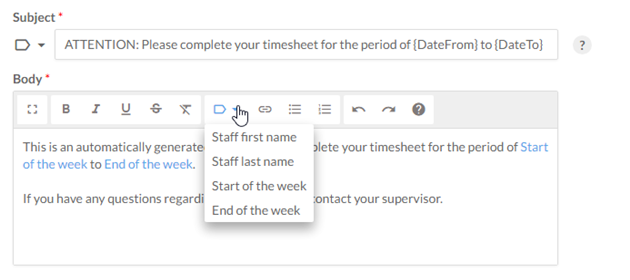 Subject *
ATTENTION: Please complete your timesheet for the period of {DateFrom} to {DateTo}
?
Body *
B I U S T ?
This is an automatically generate plete your timesheet for the period of Start
of the week to End of the week.
If you have any questions regardi contact your supervisor.
Staff first name
Staff last name
Start of the week
End of the week